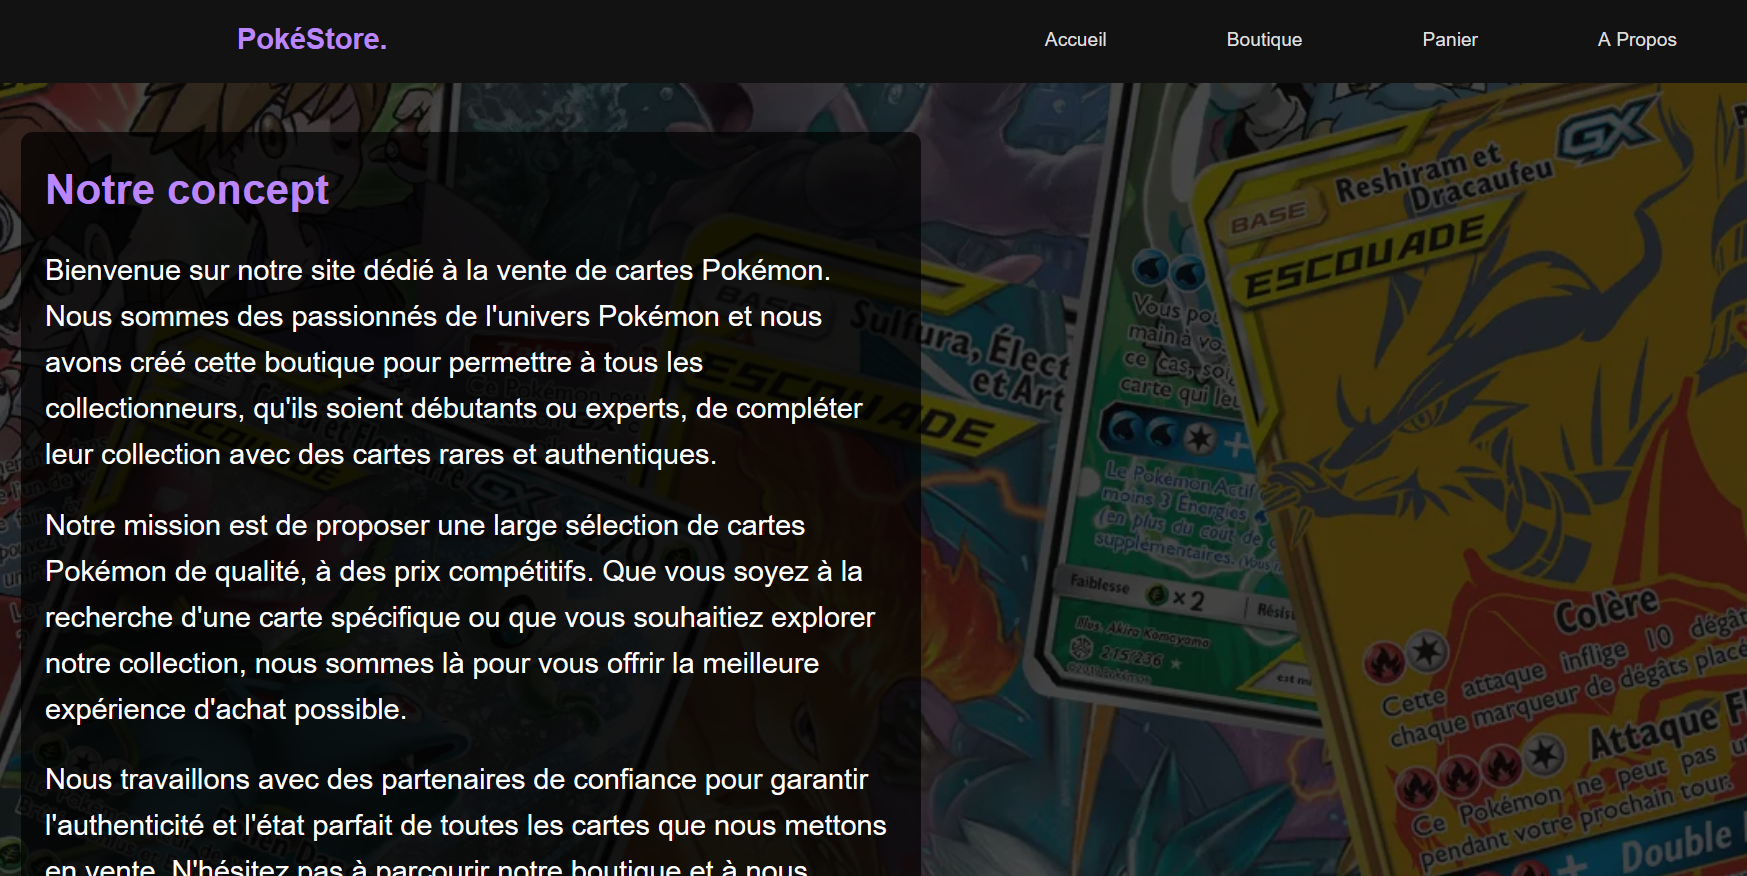 PokéStore.
Accueil
Boutique
Panier
A Propos
Notre concept
Bienvenue sur notre site dédié à la vente de cartes Pokémon.
Nous sommes des passionnés de l'univers Pokémon et nous
avons créé cette boutique pour permettre à tous les
collectionneurs, qu'ils soient débutants ou experts, de compléter
leur collection avec des cartes rares et authentiques.
Notre mission est de proposer une large sélection de cartes
Pokémon de qualité, à des prix compétitifs. Que vous soyez à la
recherche d'une carte spécifique ou que vous souhaitiez explorer
notre collection, nous sommes là pour vous offrir la meilleure
expérience d'achat possible.
Nous travaillons avec des partenaires de confiance pour garantir
l'authenticité et l'état parfait de toutes les cartes que nous mettons
en vente. N'hésitez pas à parcourir notre boutique et à nous
BASE
Sulfura, Élect
et Art
ESCOUADE
Vous
main à
ce cas,
carte qui
Le Pokémon Actif
moins 3 Énergies
(en plus du coût de
supplémentaires.
Faiblesse
×2
Illus. Akira Komayama
215/236
BASE
Reshiram et
Dracaufeu
GX
ESCOUADE
Colère
Cette attaque inflige 10 dégât
chaque marqueur de dégâts placé
Attaque
Ce Pokémon ne peut pas
pendant votre prochain tour.
+ Double